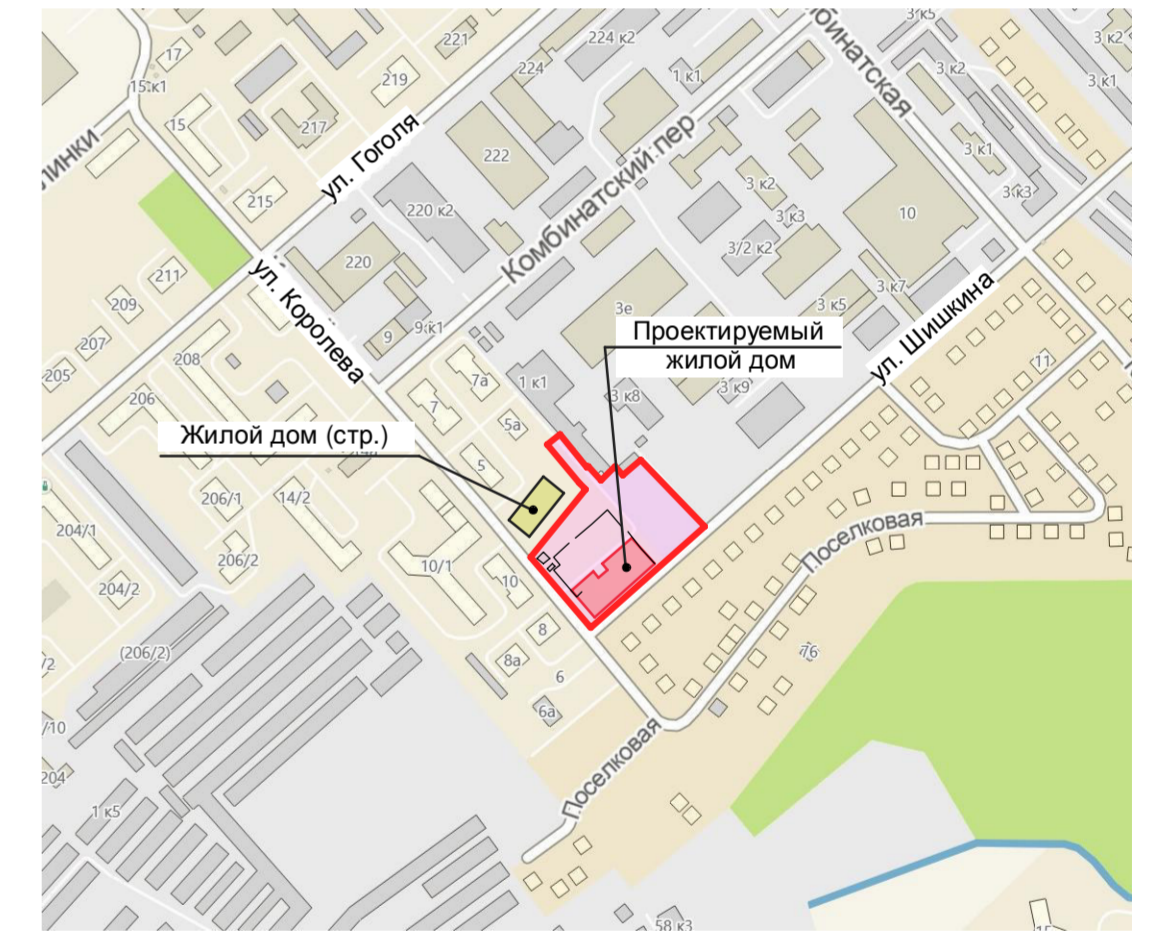 3 к5
221
224 к2
3 к2
17
224
15.к1
219
1 к1
3 к2
3 к1
15
217
222
ул. Гоголя
Комбинатский пер
3 к1
3 к2
3 к3
215
220 к2
3 к3
10
3/2 к2
220
211
ул. Королева
3 к7
209
3е
3 к5
ул. Шишкина
9 к1
9
207
208
Проектируемый
жилой дом
11
205
7а
1 к1
3 к9
206
3 к8
7
5а
Жилой дом (стр.)
5
206/1
14/2
204/1
Поселковая
206/2
10/1
10
204/2
8
(206/2)
8а
76
6
6а
/10
Поселковая
204
1 к5
58 к3